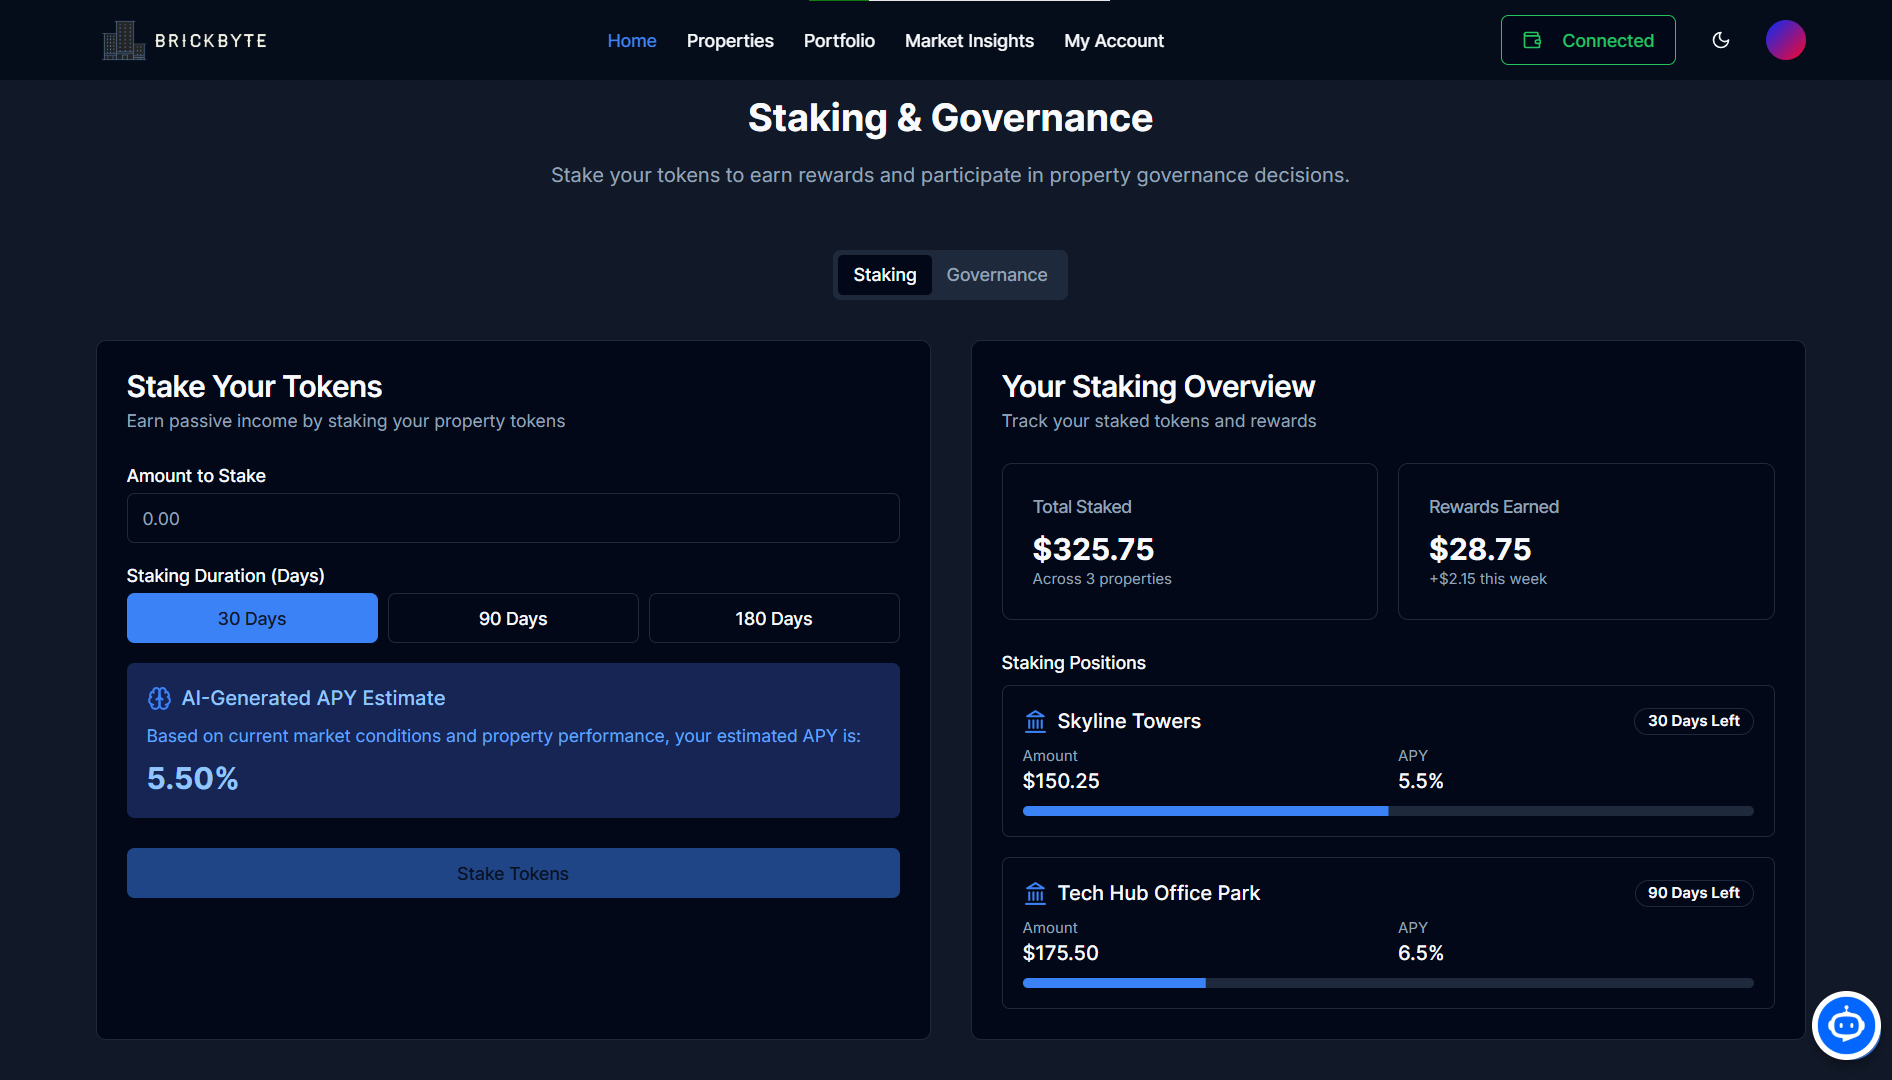 BRICKBYTE
Home
Properties
Portfolio
Market Insights
My Account
Connected
Staking & Governance
Stake your tokens to earn rewards and participate in property governance decisions.
Staking
Governance
Stake Your Tokens
Earn passive income by staking your property tokens
Amount to Stake
0.00
Staking Duration (Days)
30 Days
90 Days
180 Days
AI-Generated APY Estimate
Based on current market conditions and property performance, your estimated APY is:
5.50%
Stake Tokens
Your Staking Overview
Track your staked tokens and rewards
Total Staked
$325.75
Across 3 properties
Rewards Earned
$28.75
+$2.15 this week
Staking Positions
Skyline Towers
30 Days Left
Amount
$150.25
APY
5.5%
Tech Hub Office Park
90 Days Left
Amount
$175.50
APY
6.5%